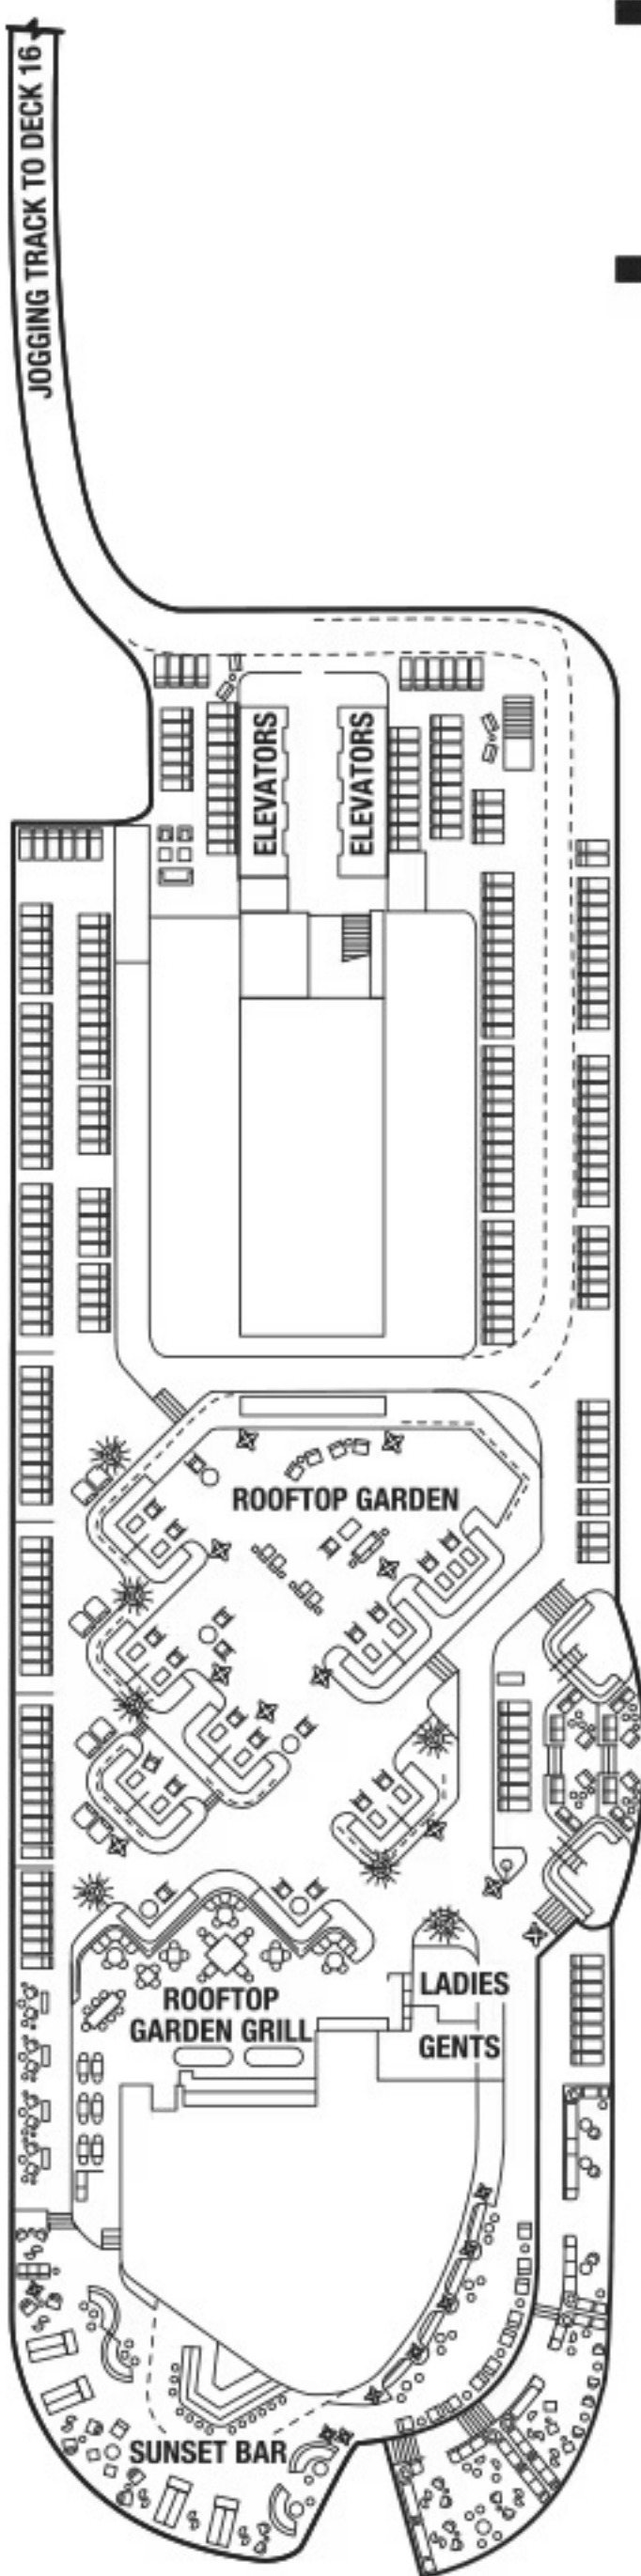 JOGGING TRACK TO DECK 16
ELEVATORS
ELEVATORS
ROOFTOP GARDEN
ROOFTOP
GARDEN GRILL
LADIES
GENTS
SUNSET BAR